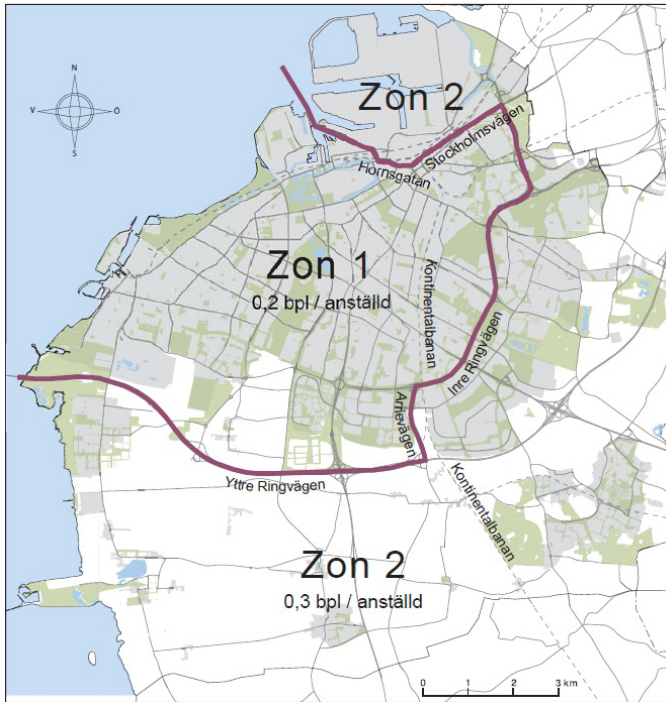 Zon 2
N
V
Ö
S
Stockholmsvägen
Hornsgatan
Zon 1
0,2 bpl / anställd
Kontinentalbanan
Inre Ringvägen
Arrievägen
Yttre Ringvägen
Kontinentalbanan
Zon 2
0,3 bpl / anställd
0 1 2 3 km